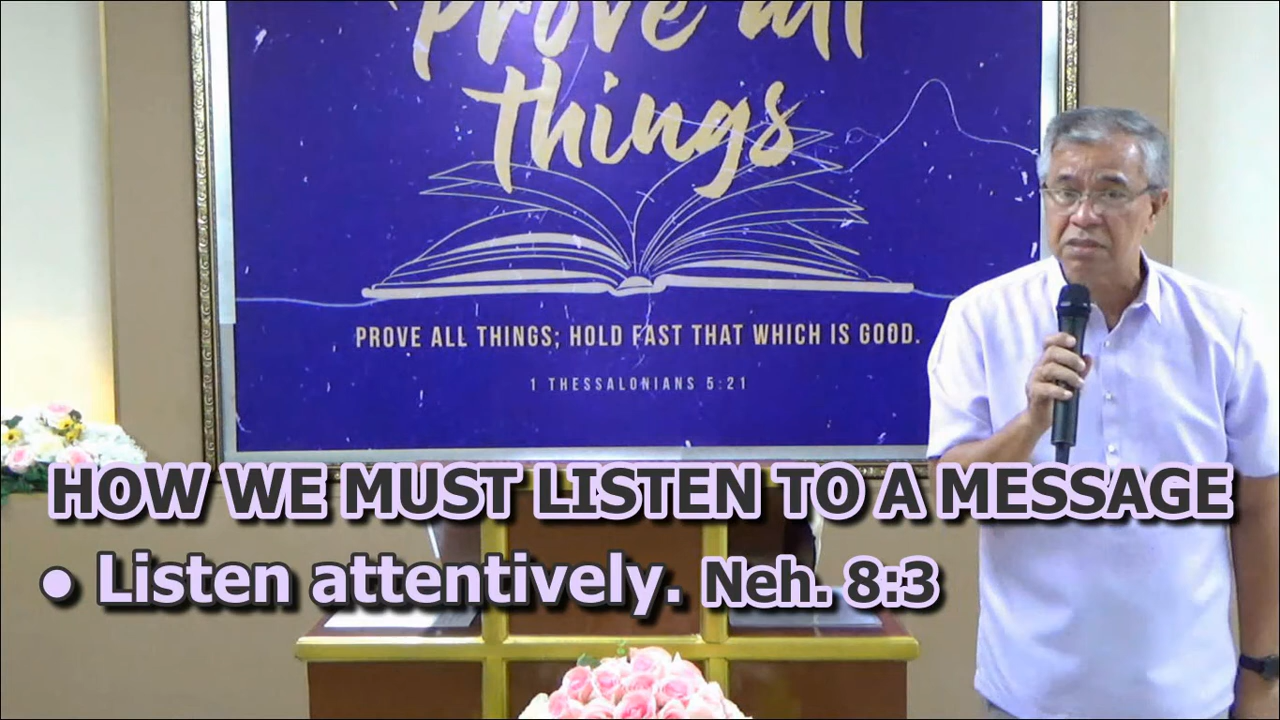 Prove all
things
PROVE ALL THINGS; HOLD FAST THAT WHICH IS GOOD.
1 THESSALONIANS 5:21
HOW WE MUST LISTEN TO A MESSAGE
• Listen attentively. Neh. 8:3